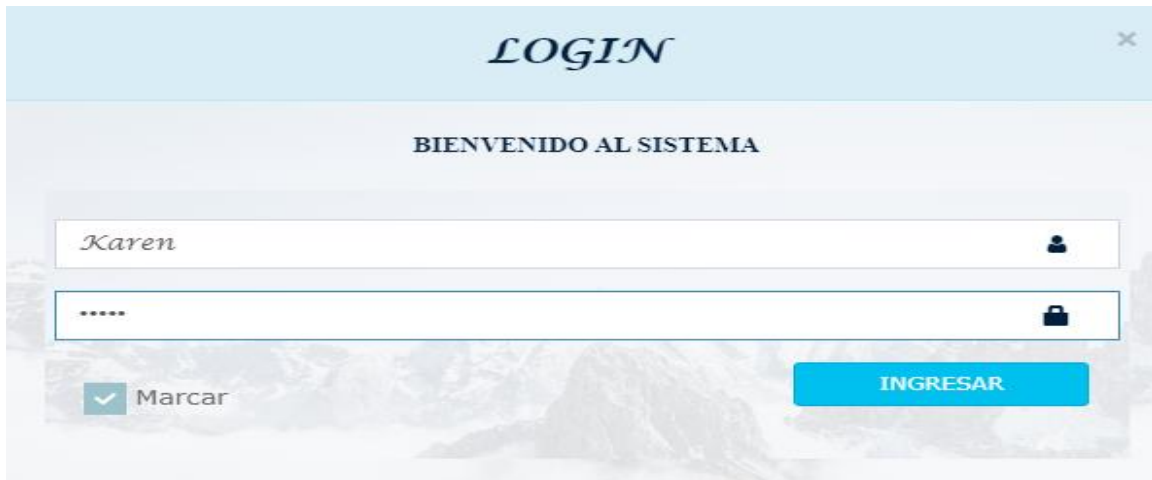 LOGIN
×
BIENVENIDO AL SISTEMA
Karen
•••••
Marcar
INGRESAR